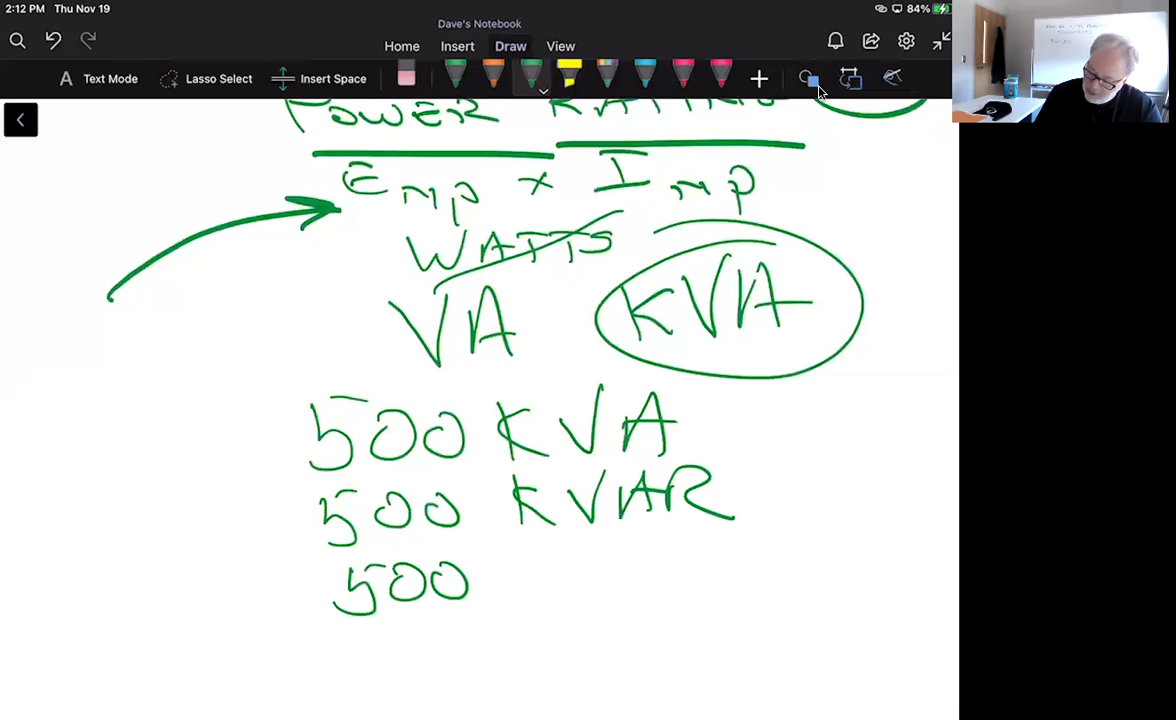 2:12 PM Thu Nov 19
84%
Dave's Notebook
Home Insert Draw View
Text Mode Lasso Select Insert Space
POWER RATING
Emp x Imp
WATTS
VA KVA
500 KVA
500 KVAR
500